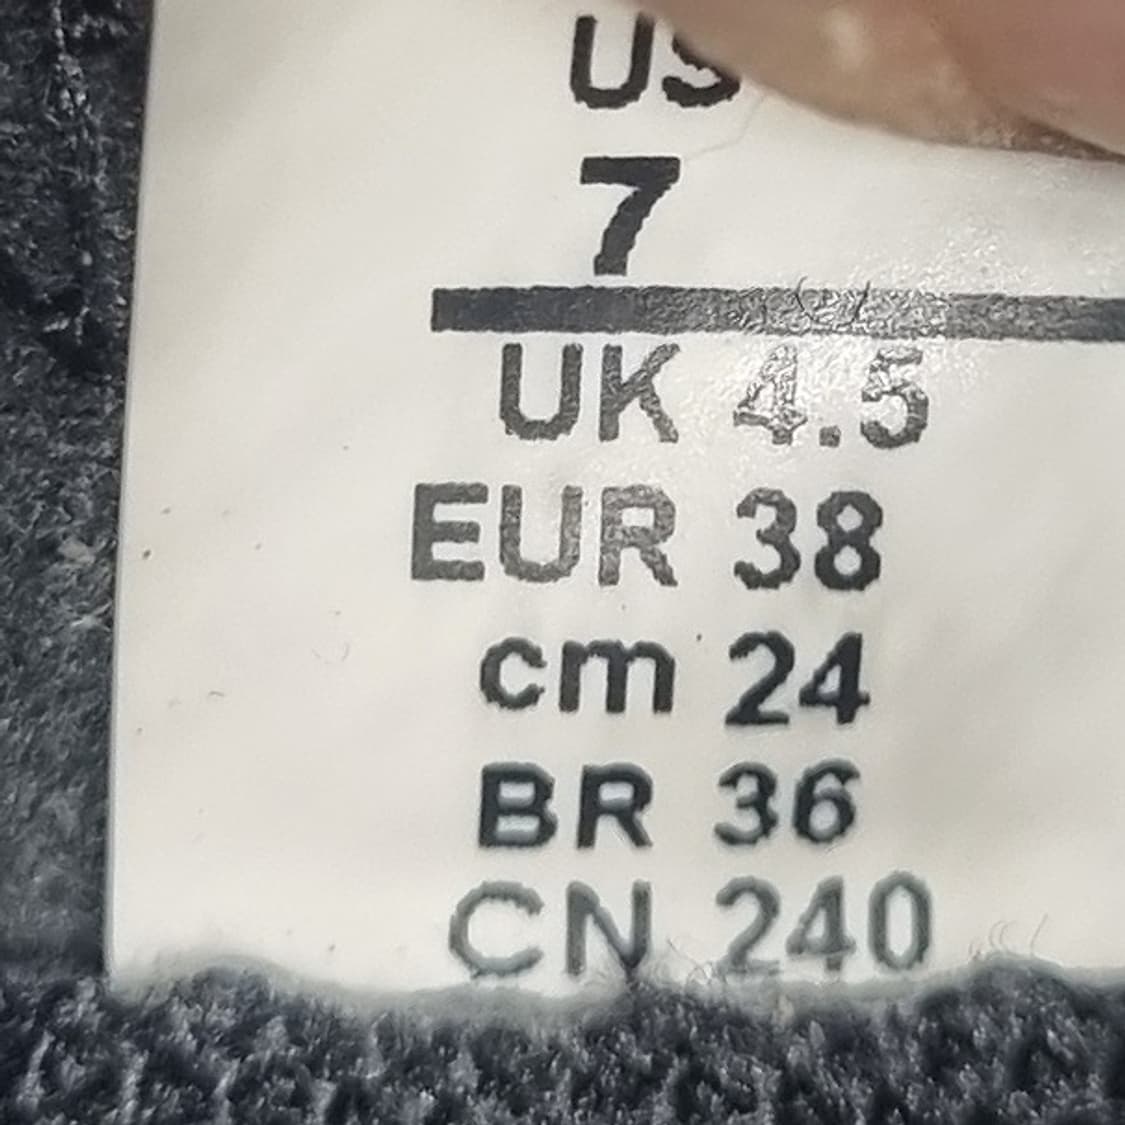 US
7
UK 4.5
EUR 38
cm 24
BR 36
CN 240